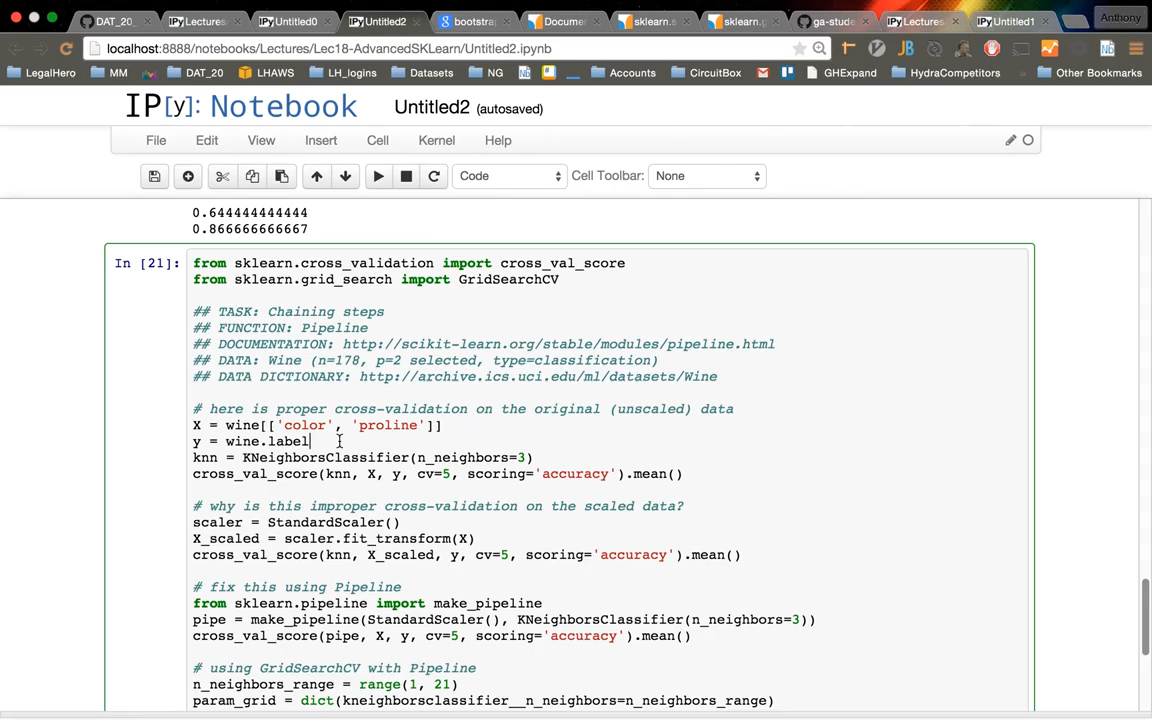 DAT_20
IPy Lectures
IPy Untitled0
IPy Untitled2
bootstrap
Docume
sklearn.s
sklearn.g
ga-stude
IPy Lectures
IPy Untitled1
Anthony
localhost:8888/notebooks/Lectures/Lec18-AdvancedSKLearn/Untitled2.ipynb
LegalHero MM DAT_20 LHAWS LH_logins Datasets NG Nb Accounts CircuitBox GHExpand HydraCompetitors » Other Bookmarks
IP[y]: Notebook Untitled2 (autosaved)
File Edit View Insert Cell Kernel Help
Code Cell Toolbar: None
0.644444444444
0.866666666667
In [21]: from sklearn.cross_validation import cross_val_score
from sklearn.grid_search import GridSearchCV
## TASK: Chaining steps
## FUNCTION: Pipeline
## DOCUMENTATION: http://scikit-learn.org/stable/modules/pipeline.html
## DATA: Wine (n=178, p=2 selected, type=classification)
## DATA DICTIONARY: http://archive.ics.uci.edu/ml/datasets/Wine
# here is proper cross-validation on the original (unscaled) data
X = wine[['color', 'proline']]
y = wine.label
knn = KNeighborsClassifier(n_neighbors=3)
cross_val_score(knn, X, y, cv=5, scoring='accuracy').mean()
# why is this improper cross-validation on the scaled data?
scaler = StandardScaler()
X_scaled = scaler.fit_transform(X)
cross_val_score(knn, X_scaled, y, cv=5, scoring='accuracy').mean()
# fix this using Pipeline
from sklearn.pipeline import make_pipeline
pipe = make_pipeline(StandardScaler(), KNeighborsClassifier(n_neighbors=3))
cross_val_score(pipe, X, y, cv=5, scoring='accuracy').mean()
# using GridSearchCV with Pipeline
n_neighbors_range = range(1, 21)
param_grid = dict(kneighborsclassifier__n_neighbors=n_neighbors_range)